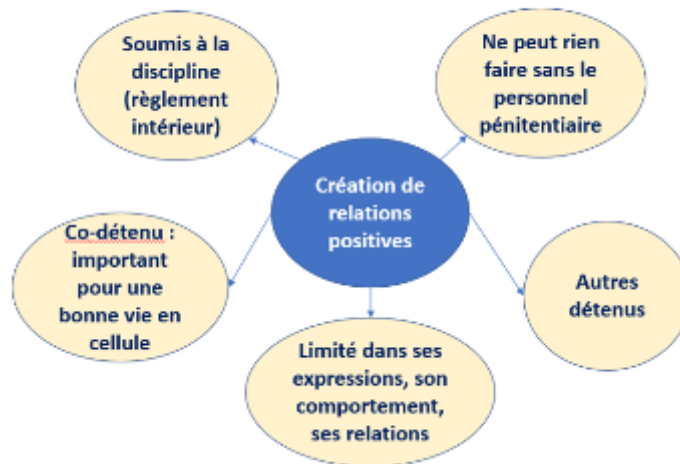 Soumis à la
discipline
(règlement
intérieur)
Ne peut rien
faire sans le
personnel
pénitentiaire
Création de
relations
positives
Co-détenu :
important
pour une
bonne vie en
cellule
Autres
détenus
Limité dans ses
expressions, son
comportement,
ses relations